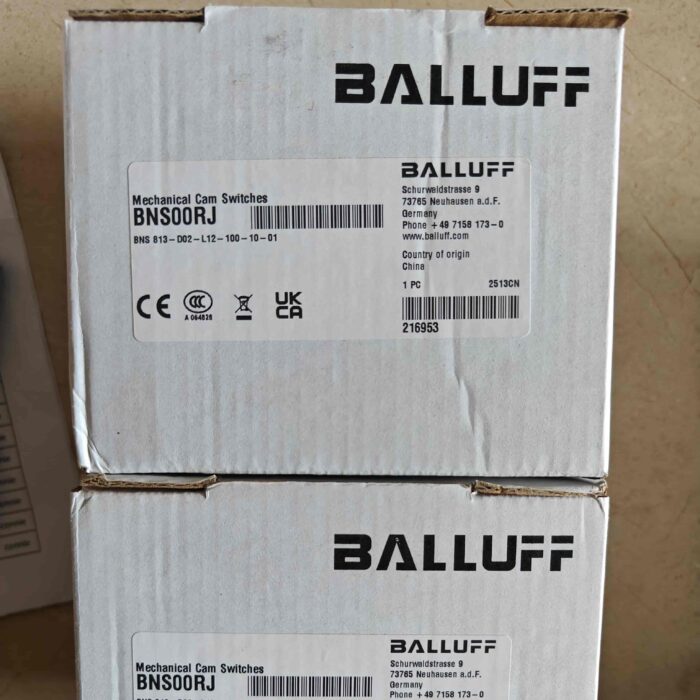 BALLUFF
BALLUFF
Mechanical Cam Switches
BNS00RJ
BNS 813-D02-L12-100-10-01
Schurwaldstrasse 9
73765 Neuhausen a.d.F.
Germany
Phone +49 7158 173-0
www.balluff.com
Country of origin
China
1 PC 2513CN
216953
CE
CCC
A 064828
UK
CA
BALLUFF
BALLUFF
Mechanical Cam Switches
BNS00RJ
Schurwaldstrasse 9
73765 Neuhausen a.d.F.
Germany
Phone +49 7158 173-0